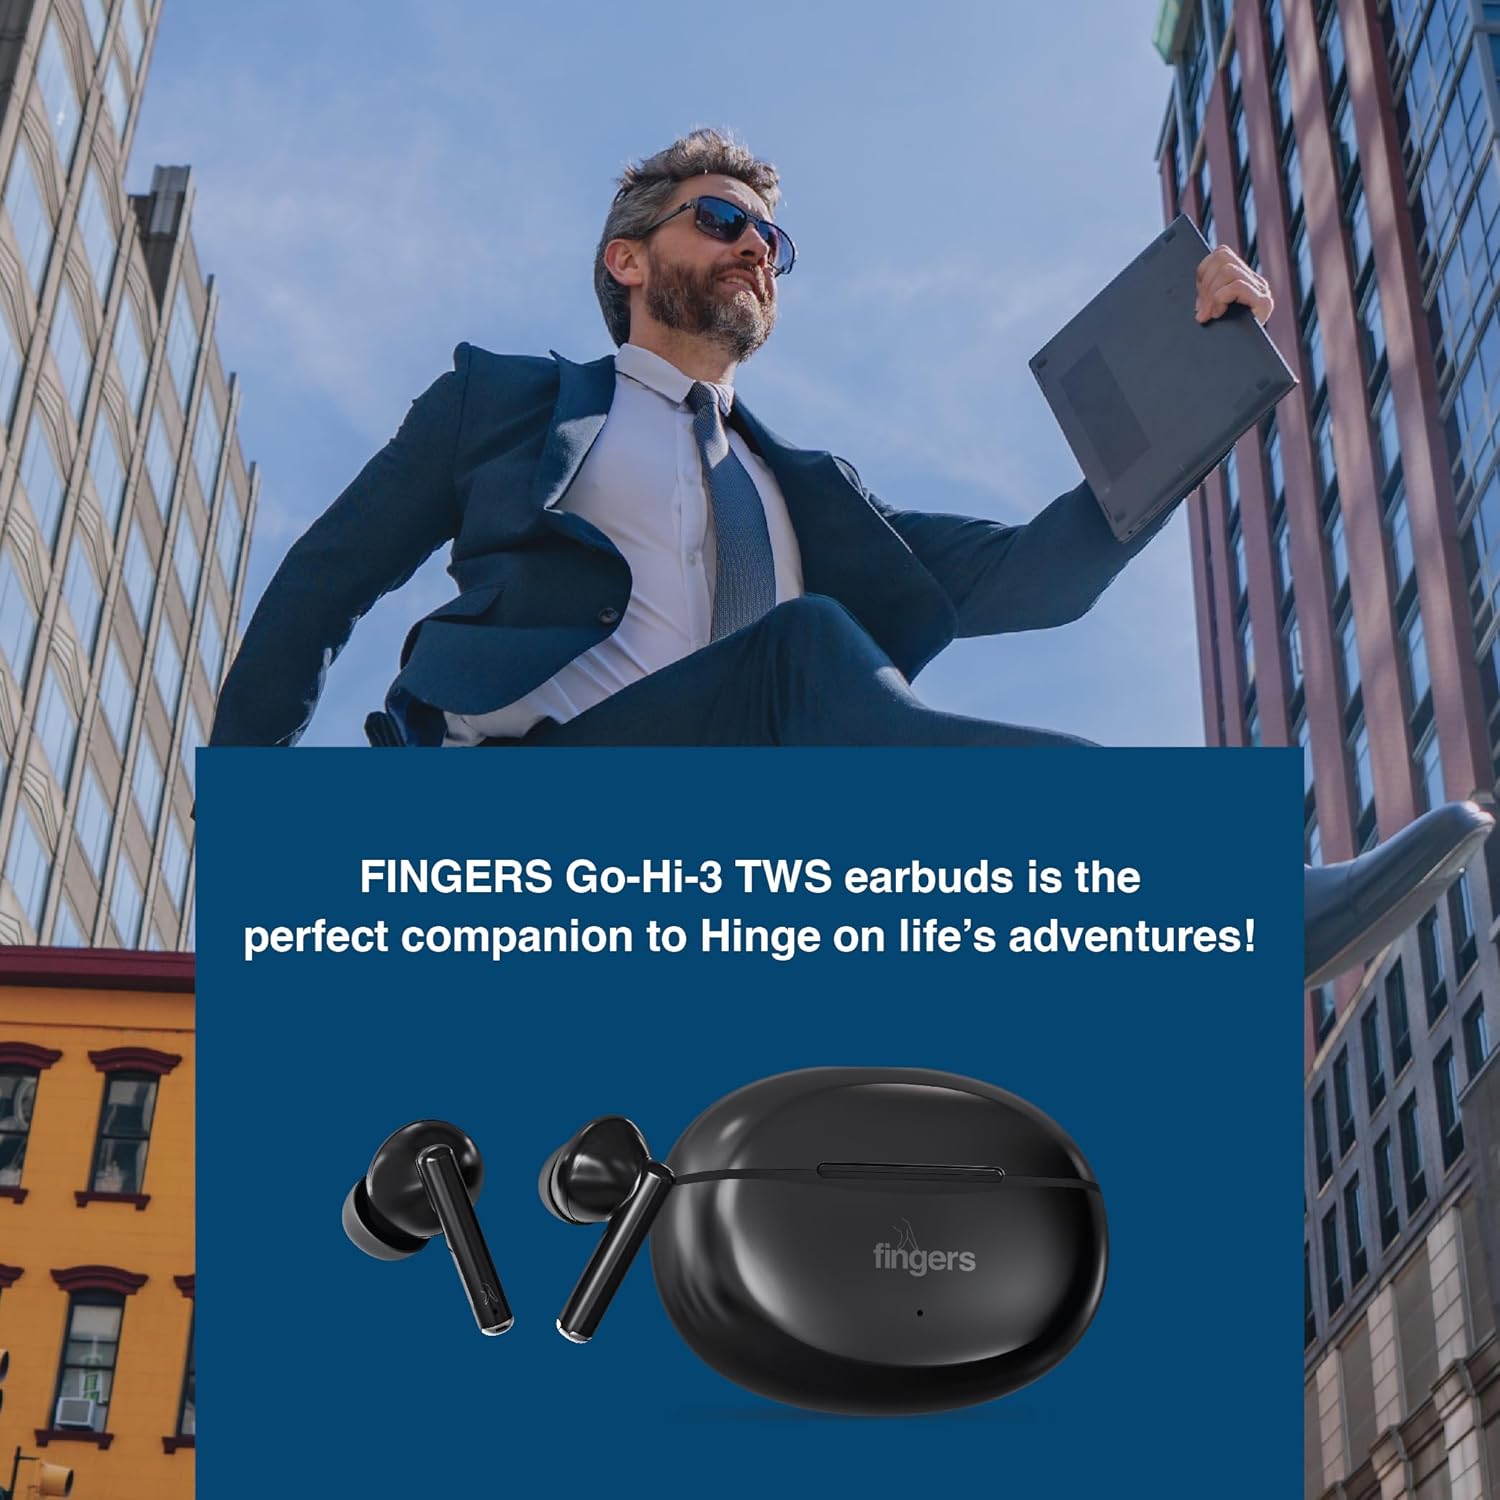 FINGERS Go-Hi-3 TWS earbuds is the
perfect companion to Hinge on life’s adventures!
fingers